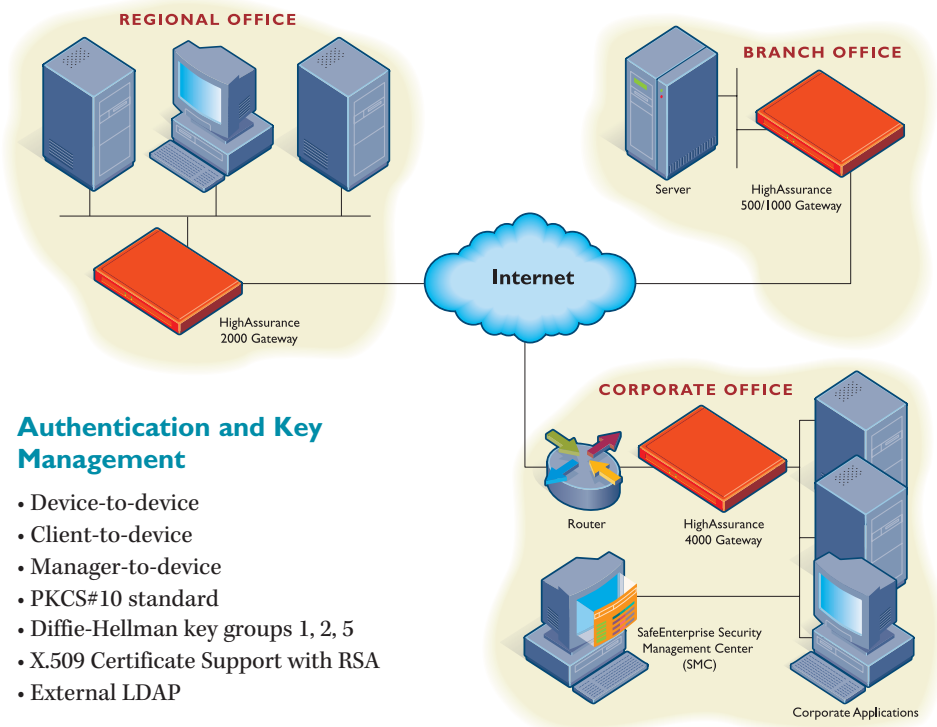 REGIONAL OFFICE
BRANCH OFFICE
Server
HighAssurance
500/1000 Gateway
Internet
HighAssurance
2000 Gateway
CORPORATE OFFICE
Router
HighAssurance
4000 Gateway
SafeEnterprise Security
Management Center
(SMC)
Corporate Applications
Authentication and Key
Management
• Device-to-device
• Client-to-device
• Manager-to-device
• PKCS#10 standard
• Diffie-Hellman key groups 1, 2, 5
• X.509 Certificate Support with RSA
• External LDAP